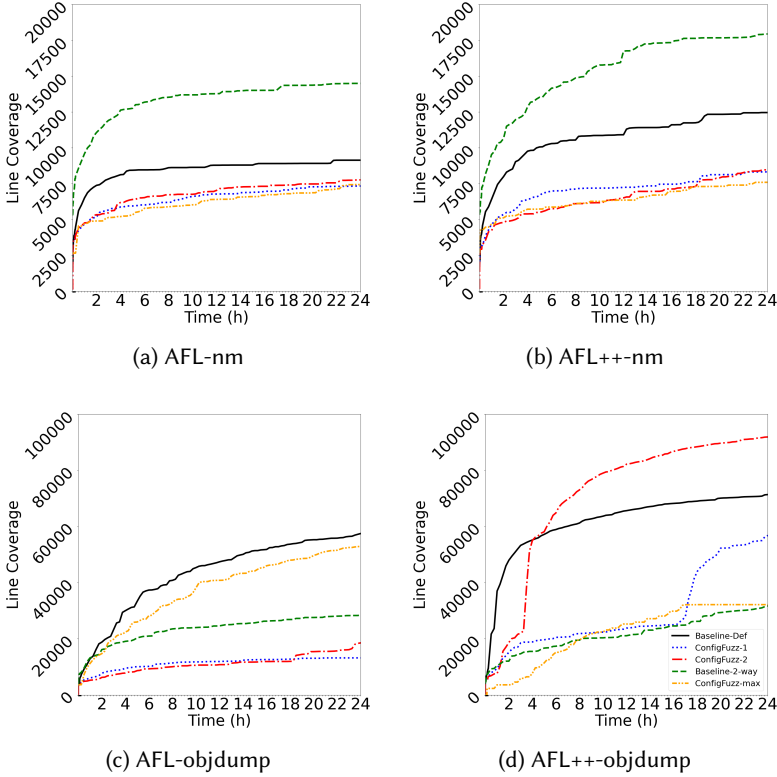 20000
17500
15000
12500
10000
7500
5000
2500
0
Line Coverage
2 4 6 8 10 12 14 16 18 20 22 24
Time (h)
(a) AFL-nm
20000
17500
15000
12500
10000
7500
5000
2500
0
Line Coverage
2 4 6 8 10 12 14 16 18 20 22 24
Time (h)
(b) AFL++-nm
100000
80000
60000
40000
20000
0
Line Coverage
2 4 6 8 10 12 14 16 18 20 22 24
Time (h)
(c) AFL-objdump
100000
80000
60000
40000
20000
0
Line Coverage
Baseline-Def
ConfigFuzz-1
ConfigFuzz-2
Baseline-2-way
ConfigFuzz-max
2 4 6 8 10 12 14 16 18 20 22 24
Time (h)
(d) AFL++-objdump